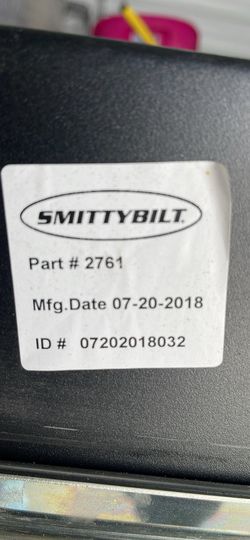 SMITTYBILT
Part # 2761
Mfg.Date 07-20-2018
ID # 07202018032